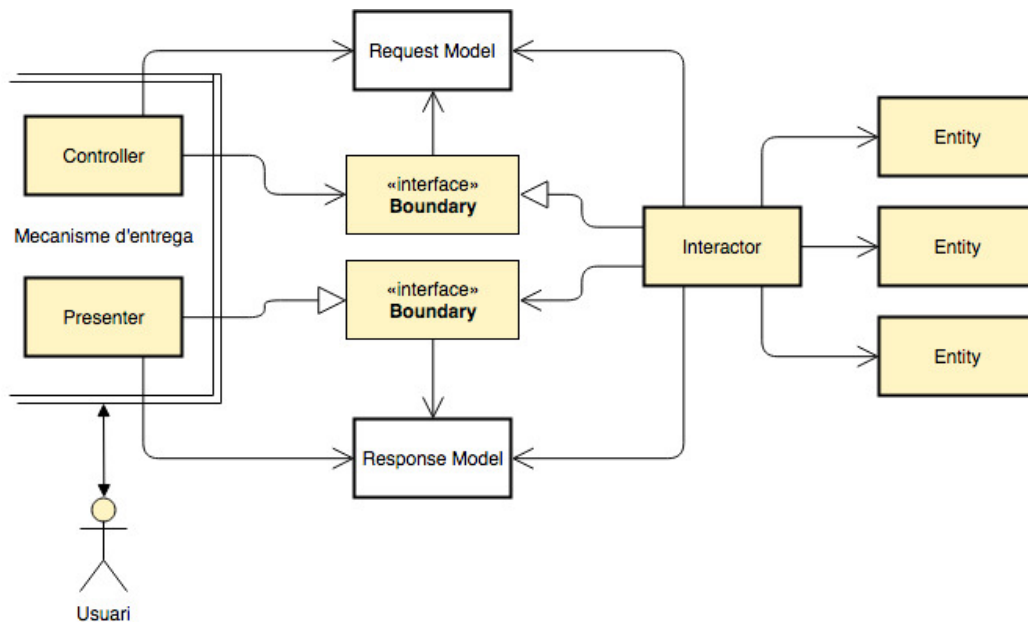 Request Model
Controller
«interface»
Boundary
Entity
Mecanisme d'entrega
Interactor
Entity
Presenter
«interface»
Boundary
Entity
Response Model
Usuari